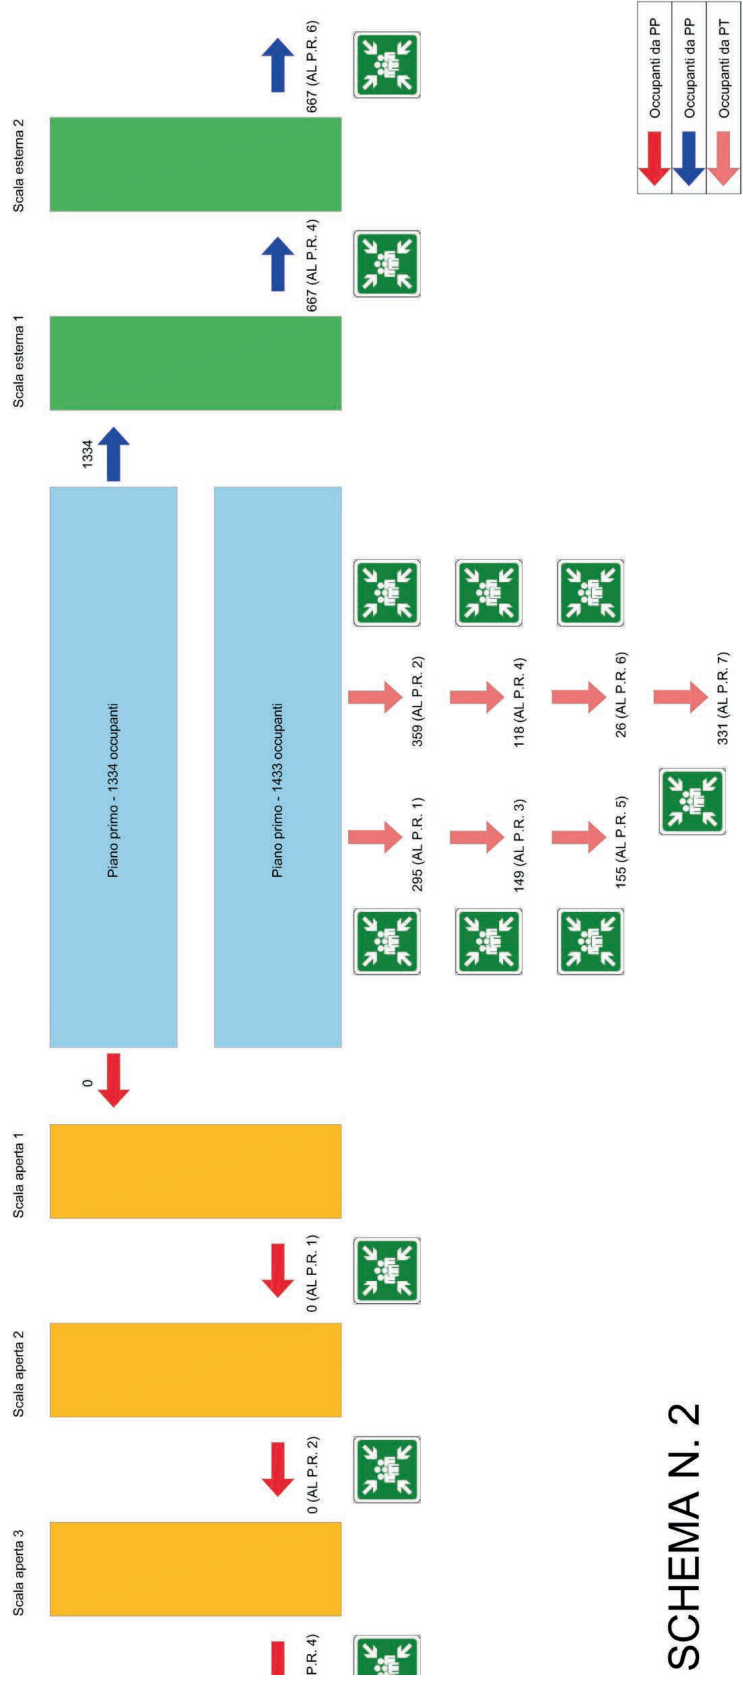 Scala aperta 3
Scala aperta 2
Scala aperta 1
Scala esterna 1
Scala esterna 2
0
1334
Piano primo - 1334 occupanti
Piano primo - 1433 occupanti
P.R. 4)
0 (AL P.R. 2)
0 (AL P.R. 1)
667 (AL P.R. 4)
667 (AL P.R. 6)
295 (AL P.R. 1)
359 (AL P.R. 2)
149 (AL P.R. 3)
118 (AL P.R. 4)
155 (AL P.R. 5)
26 (AL P.R. 6)
331 (AL P.R. 7)
Occupanti da PP
Occupanti da PP
Occupanti da PT
SCHEMA N. 2